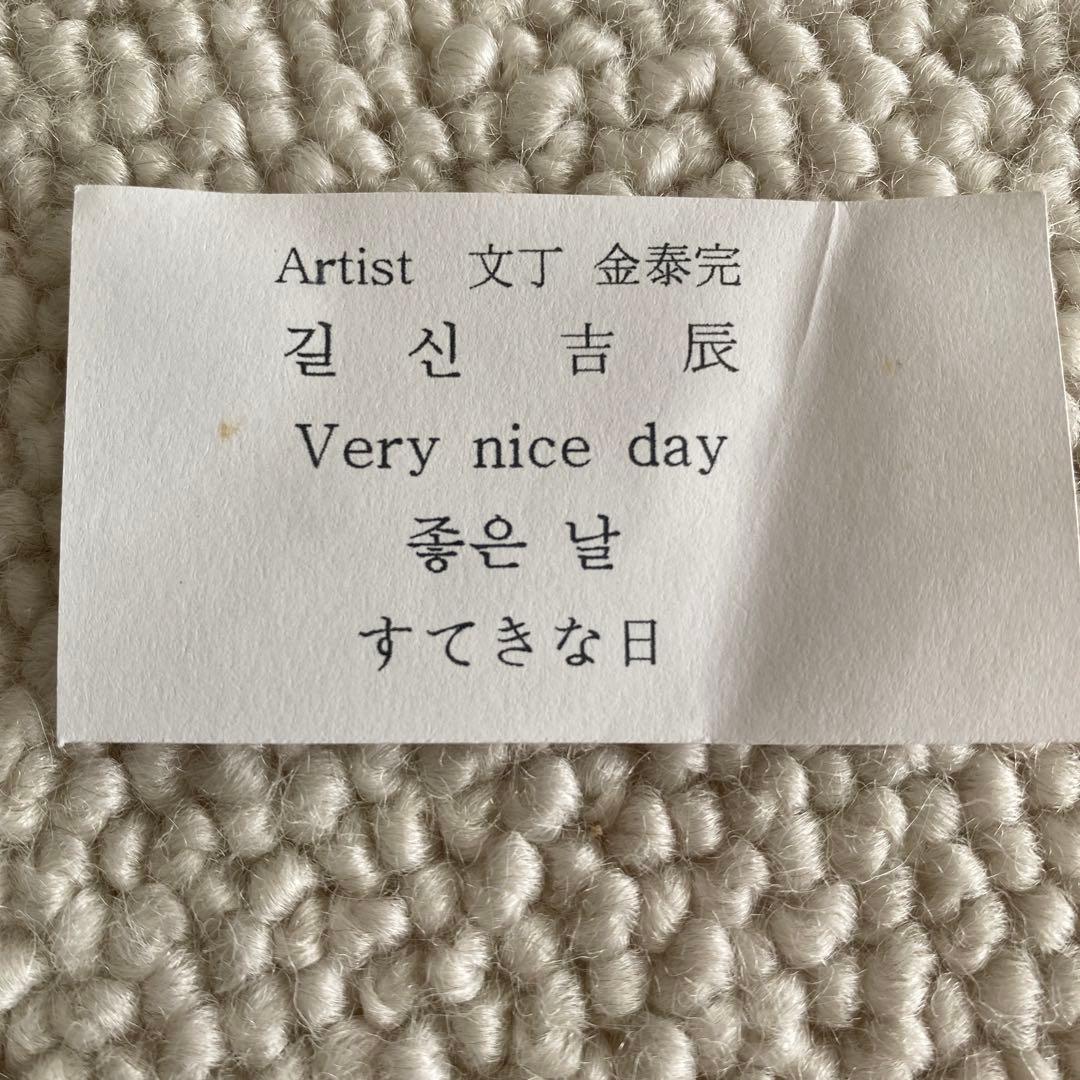 Artist 文丁 金泰完
길 신 吉 辰
Very nice day
좋은 날
すてきな日